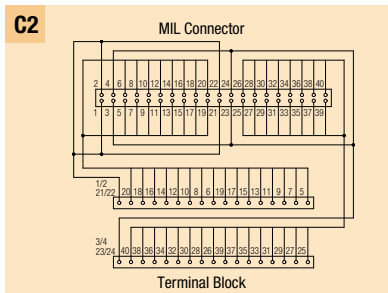 C2
MIL Connector
2 4 6 8 10 12 14 16 18 20 22 24 26 28 30 32 34 36 38 40
1 3 5 7 9 11 13 15 17 19 21 23 25 27 29 31 33 35 37 39
1/2
21/22 20 18 16 14 12 10 8 6 19 17 15 13 11 9 7 5
3/4
23/24 40 38 36 34 32 30 28 26 39 37 35 33 31 29 27 25
Terminal Block